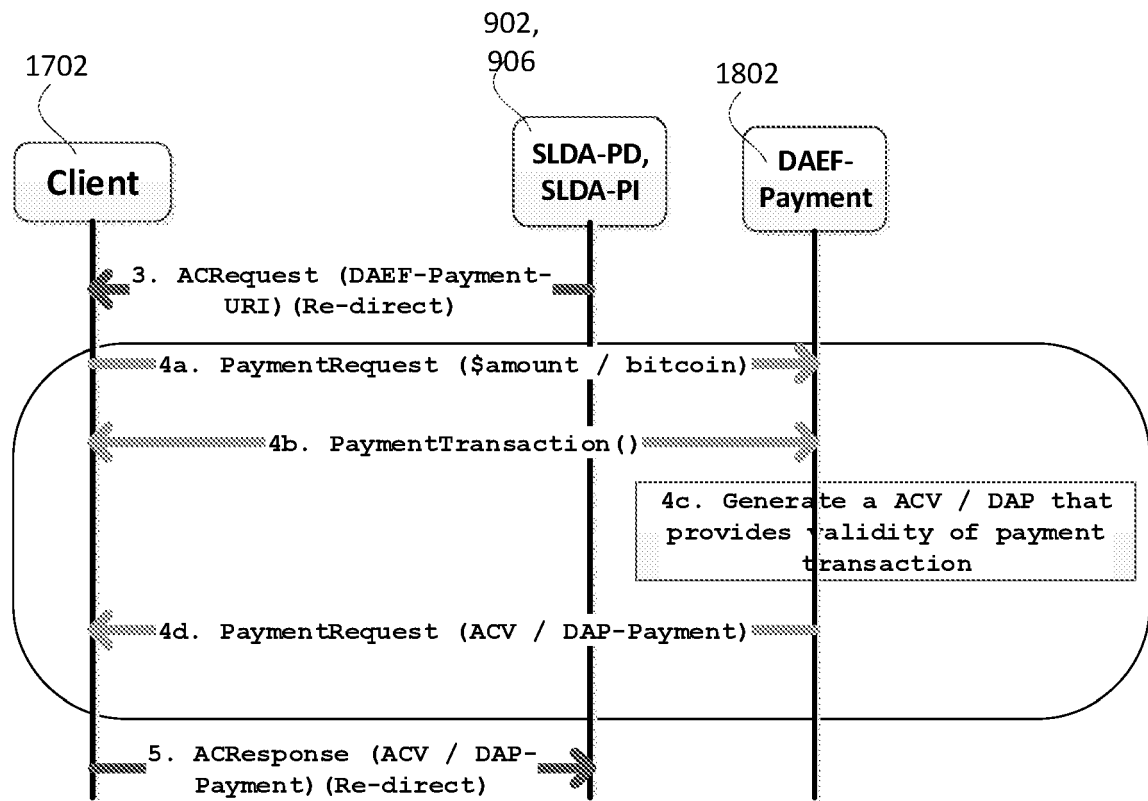 902,
906
1702
1802
Client
SLDA-PD,
SLDA-PI
DAEF-
Payment
3. ACRequest (DAEF-Payment-
URI)(Re-direct)
4a. PaymentRequest ($amount / bitcoin)
4b. PaymentTransaction()
4c. Generate a ACV / DAP that
provides validity of payment
transaction
4d. PaymentRequest (ACV / DAP-Payment)
5. ACResponse (ACV / DAP-
Payment)(Re-direct)